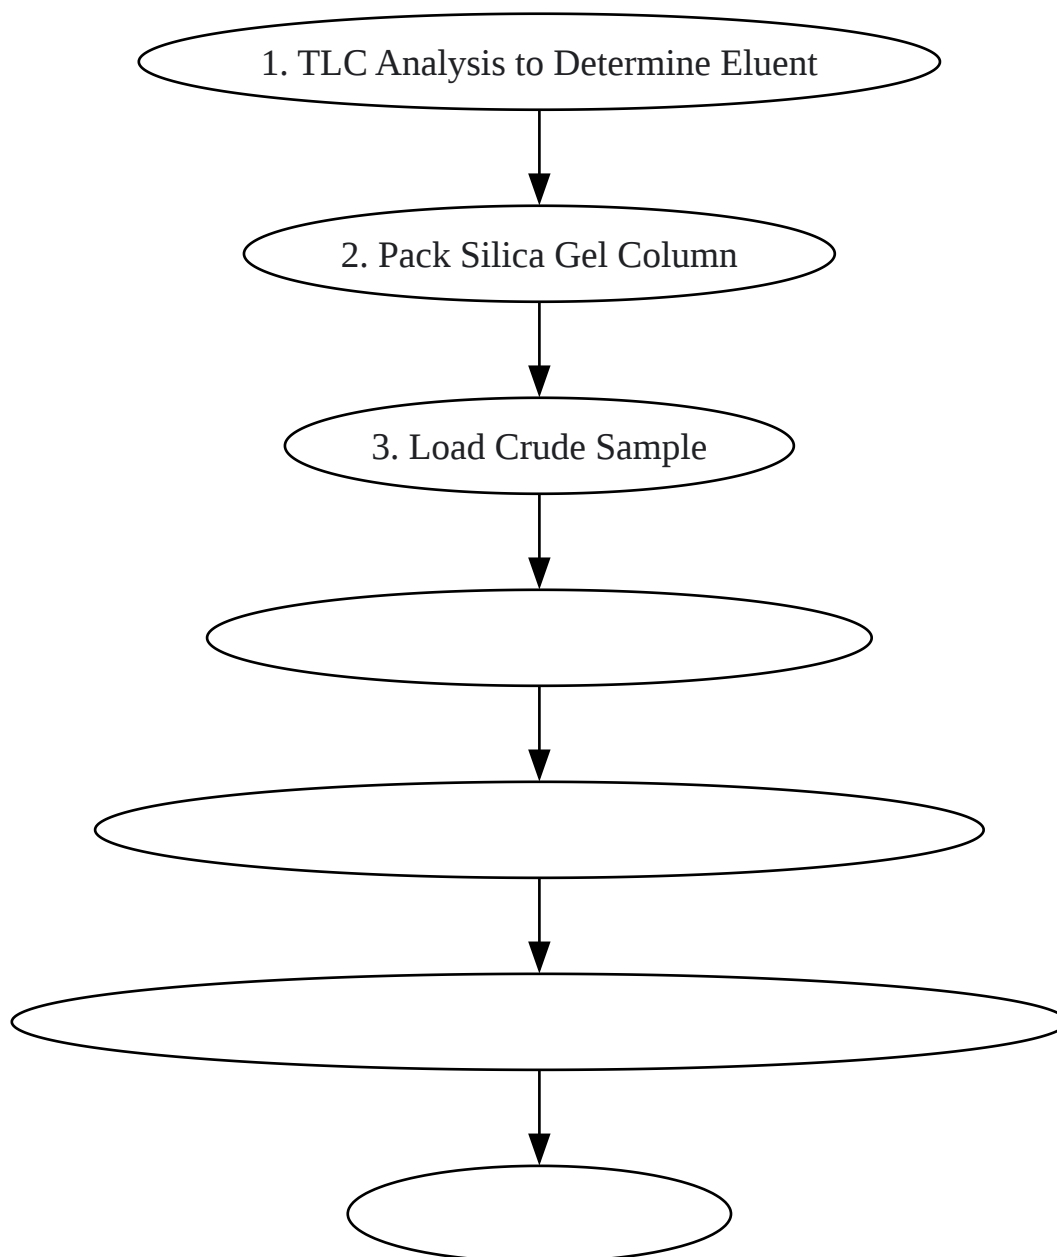 1. TLC Analysis to Determine Eluent
2. Pack Silica Gel Column
3. Load Crude Sample